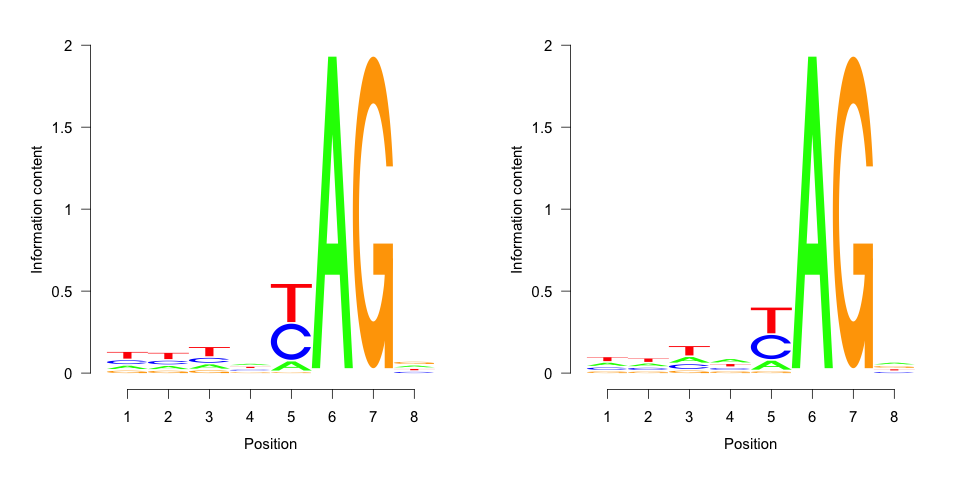 2
1.5
1
0.5
0
Information content
T
C
A
G
1 2 3 4 5 6 7 8
Position
2
1.5
1
0.5
0
Information content
T
C
A
G
1 2 3 4 5 6 7 8
Position